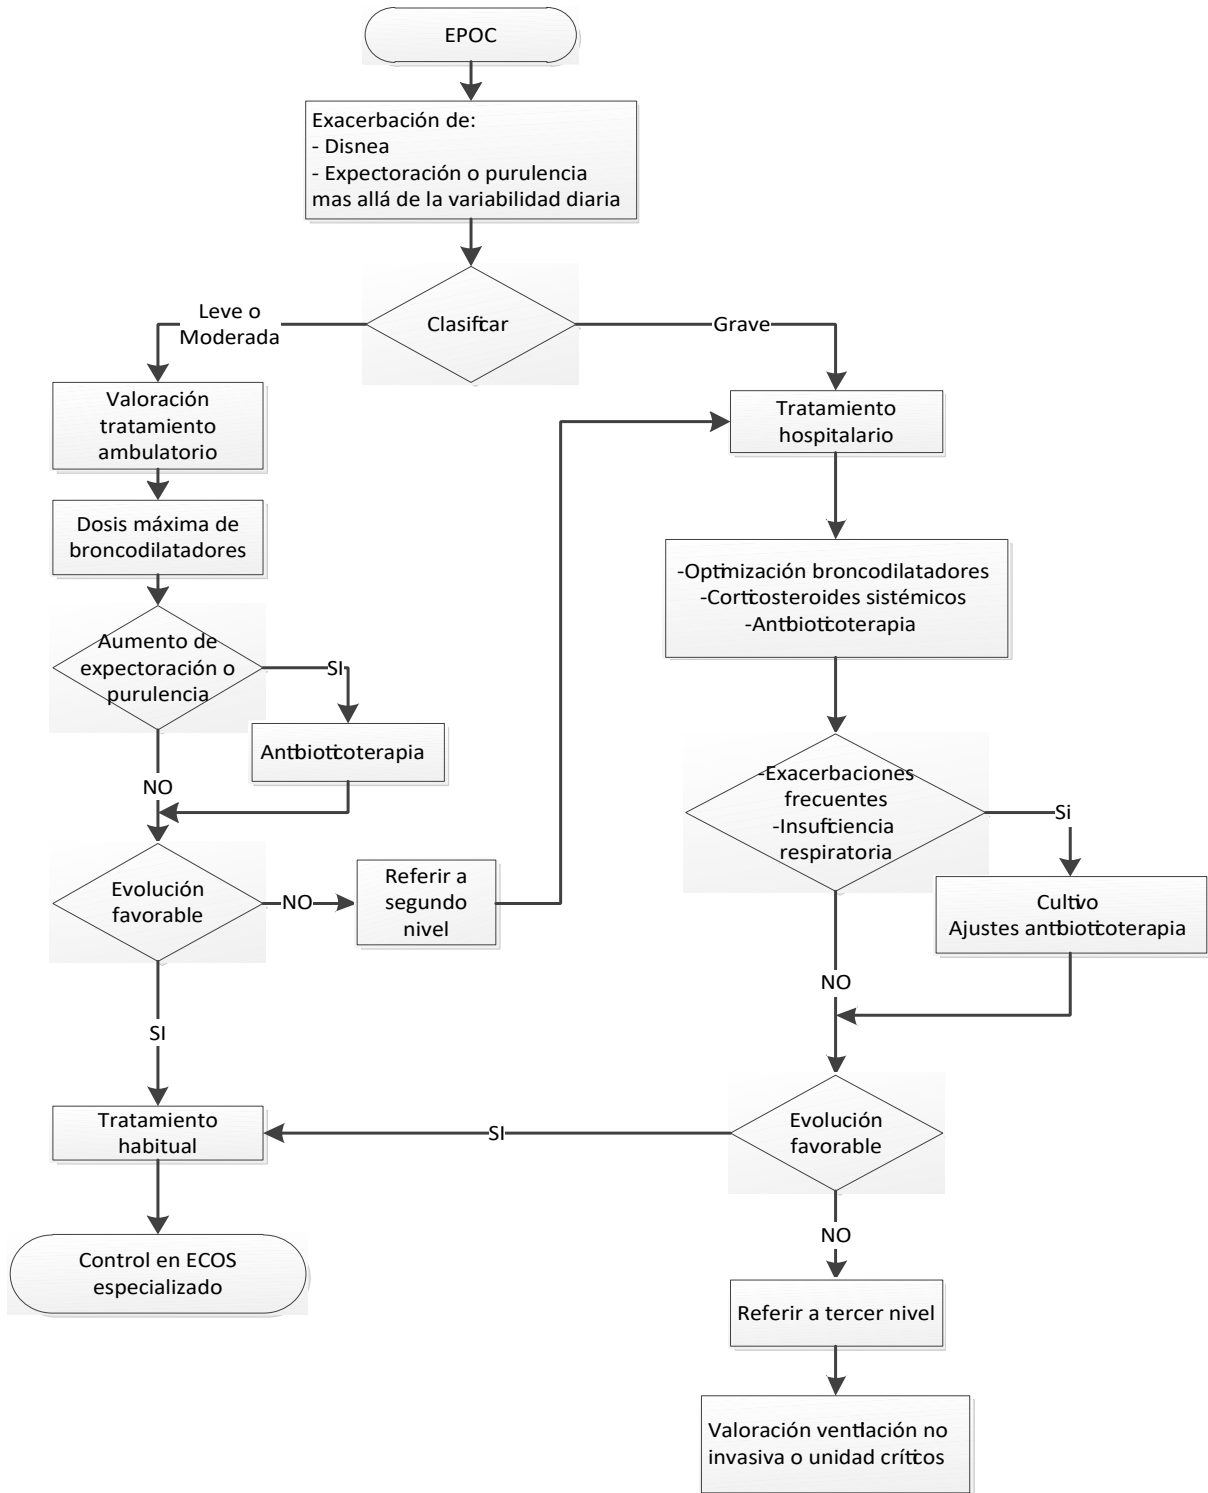 EPOC
Exacerbación de:
- Disnea
- Expectoración o purulencia
mas allá de la variabilidad diaria
Clasificar
Leve o
Moderada
Grave
Valoración
tratamiento
ambulatorio
Tratamiento
hospitalario
Dosis máxima de
broncodilatadores
-Optimización broncodilatadores
-Corticosteroides sistémicos
-Antibioticoterapia
Aumento de
expectoración o
purulencia
SI
Antibioticoterapia
NO
-Exacerbaciones
frecuentes
-Insuficiencia
respiratoria
Si
Cultivo
Ajustes antibioticoterapia
NO
Evolución
favorable
NO
Referir a
segundo
nivel
SI
Evolución
favorable
SI
Tratamiento
habitual
NO
Control en ECOS
especializado
Referir a tercer nivel
Valoración ventilación no
invasiva o unidad críticos